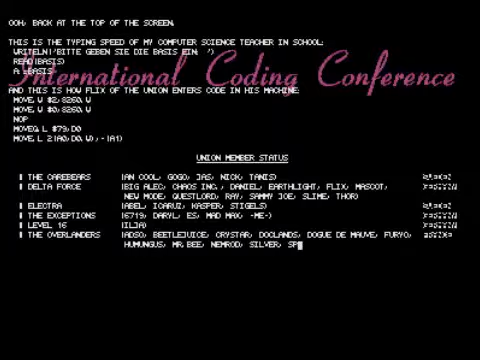 OOH: BACK AT THE TOP OF THE SCREEN.
THIS IS THE TYPING SPEED OF MY COMPUTER SCIENCE TEACHER IN SCHOOL:
WRITELN('BITTE GEBEN SIE DIE BASIS EIN ')
READ(BASIS)
A BASIS
International Coding Conference
AND THIS IS HOW FLIX OF THE UNION ENTERS CODE IN HIS MACHINE:
MOVE.W #2,8260.W
MOVE.W #0,8260.W
NOP
MOVEQ.L #79,D0
MOVE.L 2(A0,D0.W),-(A1)
UNION MEMBER STATUS
THE CAREBEARS (AN COOL, GOGO, JAS, NICK, TANIS)
DELTA FORCE (BIG ALEC, CHAOS INC., DANIEL, EARTHLIGHT, FLIX, MASCOT,
NEW MODE, QUESTLORD, RAY, SAMMY JOE, SLIME, THOR)
ELECTRA (ABEL, ICARUZ, KASPER, STIGELS)
THE EXCEPTIONS (6719, DARYL, ES, MAD MAX, -ME-)
LEVEL 16 (ILJA)
THE OVERLANDERS (ADSO, BEETLEJUICE, CRYSTAR, DOCLANDS, DOGUE DE MAUVE, FURYO,
HUMUNGUS, MR.BEE, NEMROD, SILVER, SP